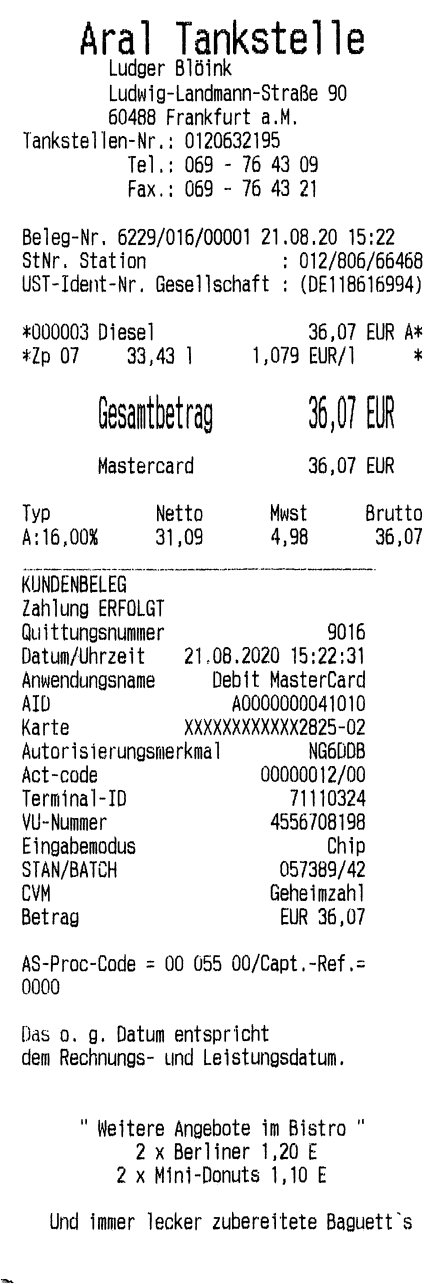 Aral Tankstelle
Ludger Blöink
Ludwig-Landmann-Straße 90
60488 Frankfurt a.M.
Tankstellen-Nr.: 0120632195
Tel.: 069 - 76 43 09
Fax.: 069 - 76 43 21
Beleg-Nr. 6229/016/00001 21.08.20 15:22
StNr. Station : 012/806/66468
UST-Ident-Nr. Gesellschaft : (DE118616994)
*000003 Diesel 36,07 EUR A*
*Zp 07 33,43 l 1,079 EUR/l *
Gesamtbetrag 36,07 EUR
Mastercard 36,07 EUR
Typ Netto Mwst Brutto
A:16,00% 31,09 4,98 36,07
KUNDENBELEG
Zahlung ERFOLGT
Quittungsnummer 9016
Datum/Uhrzeit 21.08.2020 15:22:31
Anwendungsname Debit MasterCard
AID A0000000041010
Karte XXXXXXXXXXXX2825-02
Autorisierungsmerkmal NG6DDB
Act-code 00000012/00
Terminal-ID 71110324
VU-Nummer 4556708198
Eingabemodus Chip
STAN/BATCH 057389/42
CVM Geheimzahl
Betrag EUR 36,07
AS-Proc-Code = 00 055 00/Capt.-Ref.=
0000
Das o. g. Datum entspricht
dem Rechnungs- und Leistungsdatum.
" Weitere Angebote im Bistro "
2 x Berliner 1,20 E
2 x Mini-Donuts 1,10 E
Und immer lecker zubereitete Baguett`s